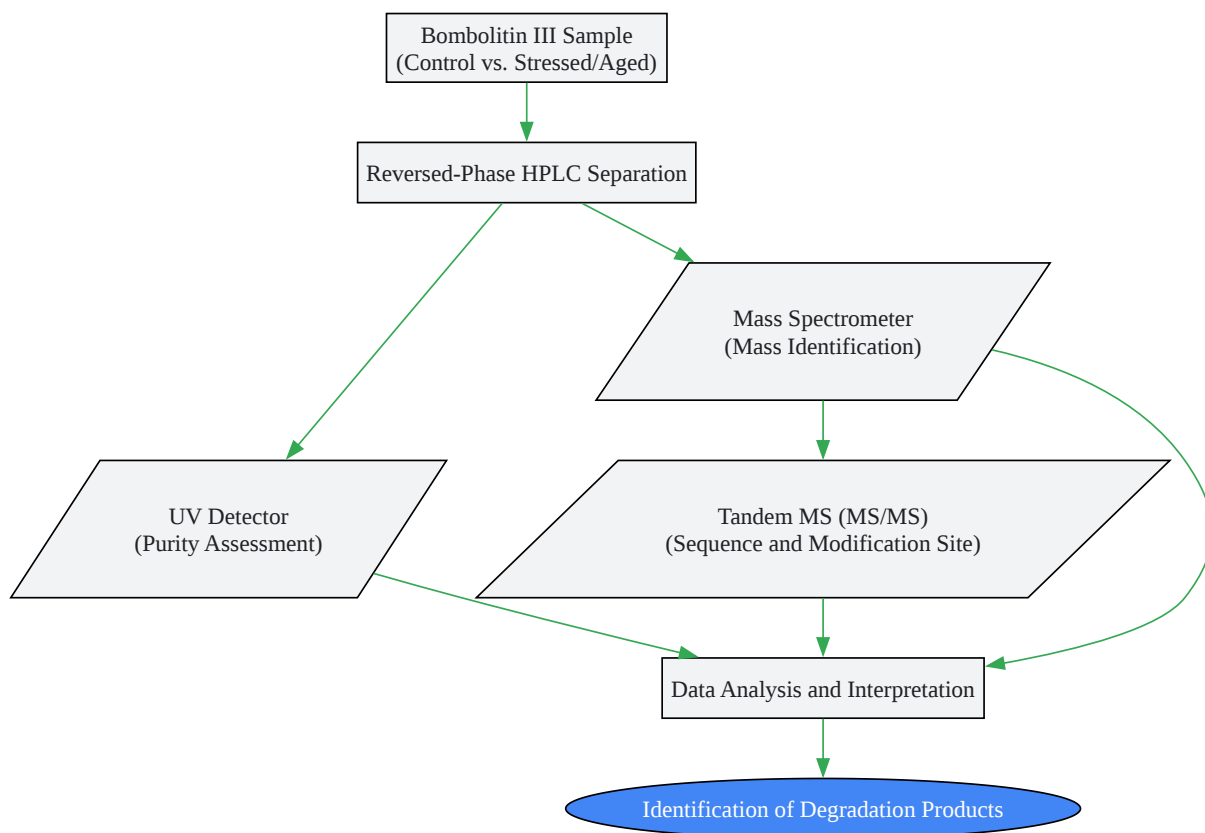 Bombolitin III Sample
(Control vs. Stressed/Aged)
Reversed-Phase HPLC Separation
Mass Spectrometer
(Mass Identification)
UV Detector
(Purity Assessment)
Tandem MS (MS/MS)
(Sequence and Modification Site)
Data Analysis and Interpretation
Identification of Degradation Products